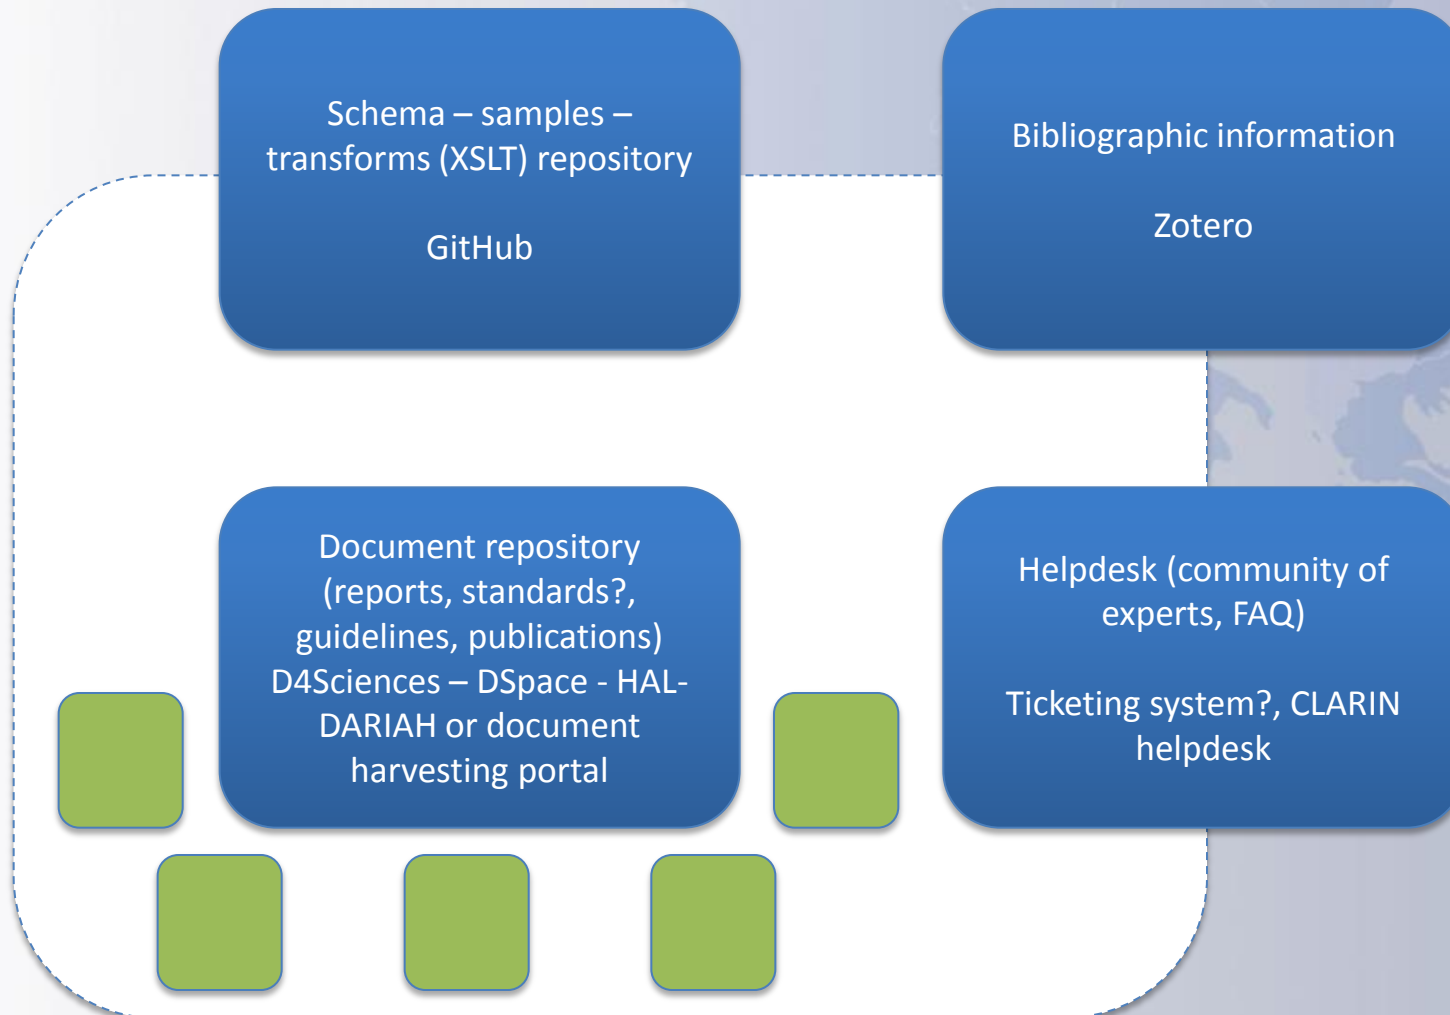 Schema – samples –
transforms (XSLT) repository
GitHub
Bibliographic information
Zotero
Document repository
(reports, standards?,
guidelines, publications)
D4Sciences – DSpace - HAL-
DARIAH or document
harvesting portal
Helpdesk (community of
experts, FAQ)
Ticketing system?, CLARIN
helpdesk